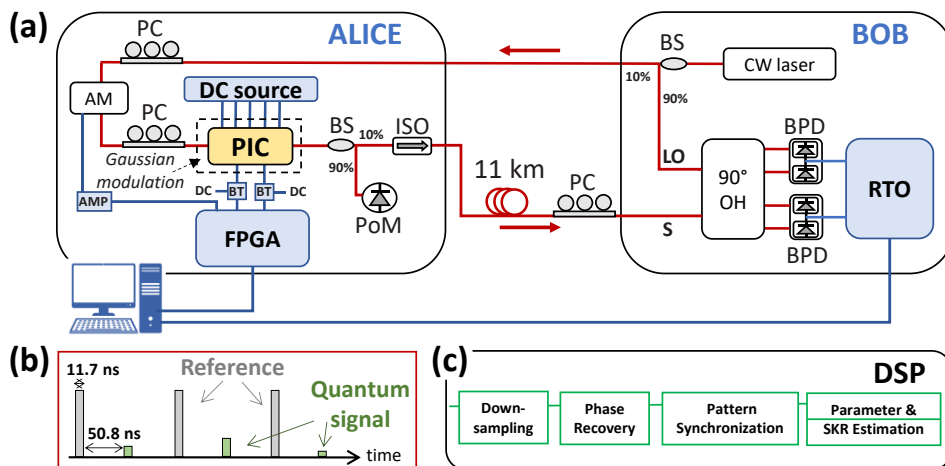 (a)
ALICE
BOB
PC
BS
10%
90%
CW laser
AM
DC source
PC
PIC
BS
10%
90%
ISO
Gaussian
modulation
DC
BT
BT
DC
AMP
FPGA
PoM
11 km
PC
LO
S
90°
OH
BPD
BPD
RTO
(b)
11.7 ns
Reference
Quantum
signal
50.8 ns
time
(c)
DSP
Down-
sampling
Phase
Recovery
Pattern
Synchronization
Parameter &
SKR Estimation